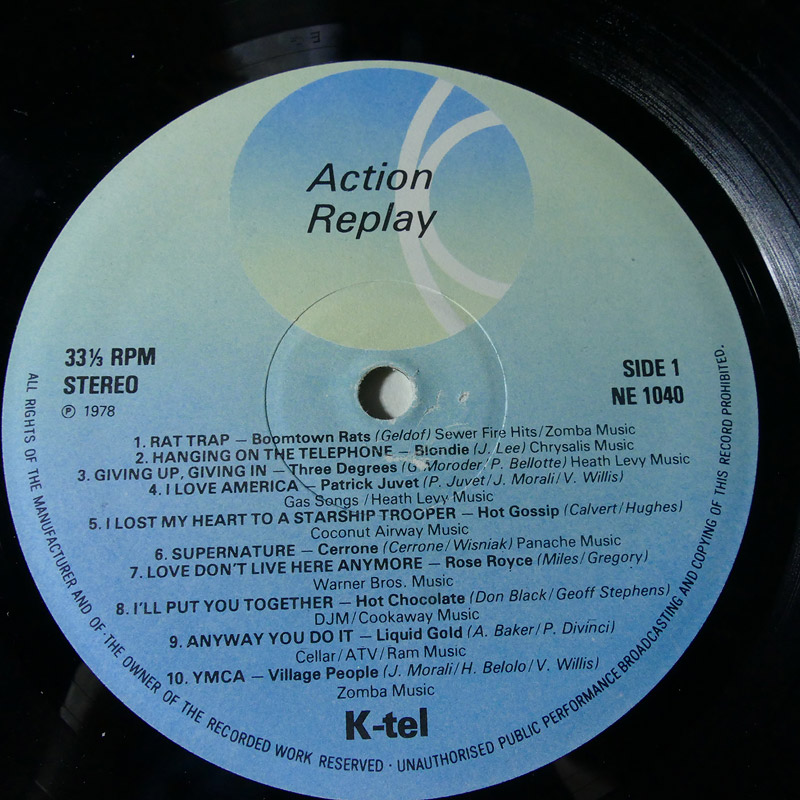 Action
Replay
33⅓ RPM
STEREO
℗ 1978
SIDE 1
NE 1040
1. RAT TRAP — Boomtown Rats (Geldof) Sewer Fire Hits/Zomba Music
2. HANGING ON THE TELEPHONE — Blondie (J. Lee) Chrysalis Music
3. GIVING UP, GIVING IN — Three Degrees (G. Moroder/P. Bellotte) Heath Levy Music
4. I LOVE AMERICA — Patrick Juvet (P. Juvet/J. Morali/V. Willis)
Gas Songs/Heath Levy Music
5. I LOST MY HEART TO A STARSHIP TROOPER — Hot Gossip (Calvert/Hughes)
Coconut Airway Music
6. SUPERNATURE — Cerrone (Cerrone/Wisniak) Panache Music
7. LOVE DON'T LIVE HERE ANYMORE — Rose Royce (Miles/Gregory)
Warner Bros. Music
8. I'LL PUT YOU TOGETHER — Hot Chocolate (Don Black/Geoff Stephens)
DJM/Cookaway Music
9. ANYWAY YOU DO IT — Liquid Gold (A. Baker/P. Divinci)
Cellar/ATV/Ram Music
10. YMCA — Village People (J. Morali/H. Belolo/V. Willis)
Zomba Music
K-tel
ALL RIGHTS OF THE MANUFACTURER AND OF · THE OWNER OF THE RECORDED WORK RESERVED · UNAUTHORISED PUBLIC PERFORMANCE BROADCASTING AND COPYING OF THIS RECORD PROHIBITED.